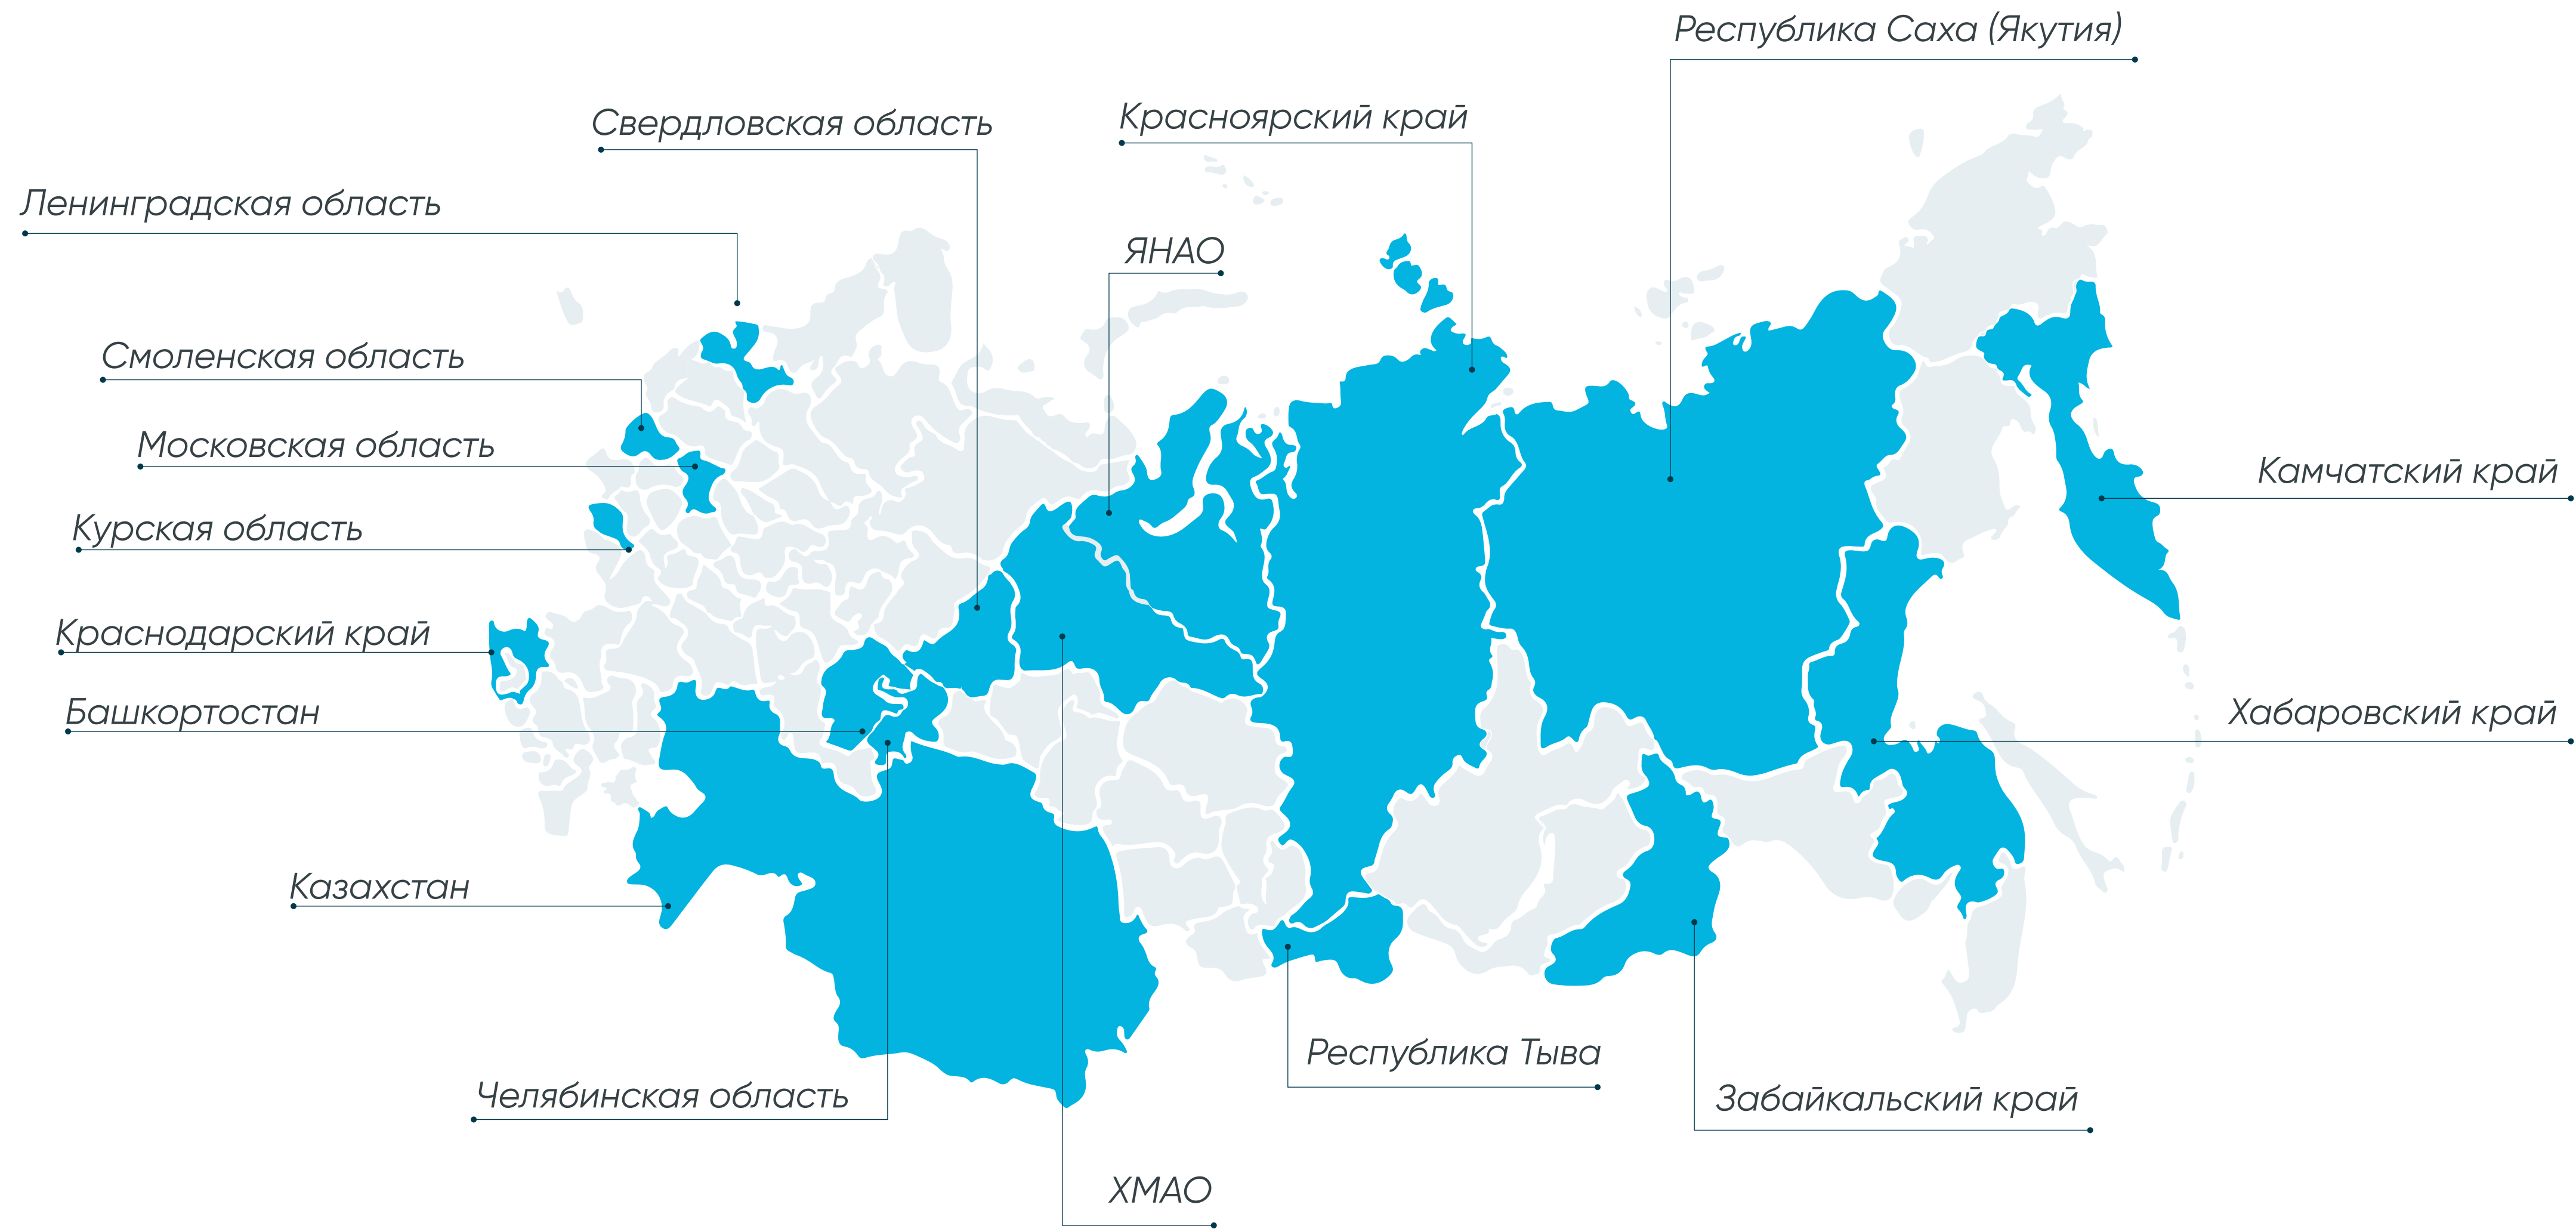 Республика Саха (Якутия)
Красноярский край
Свердловская область
Ленинградская область
ЯНАО
Смоленская область
Московская область
Камчатский край
Курская область
Краснодарский край
Башкортостан
Хабаровский край
Казахстан
Республика Тыва
Челябинская область
Забайкальский край
ХМАО